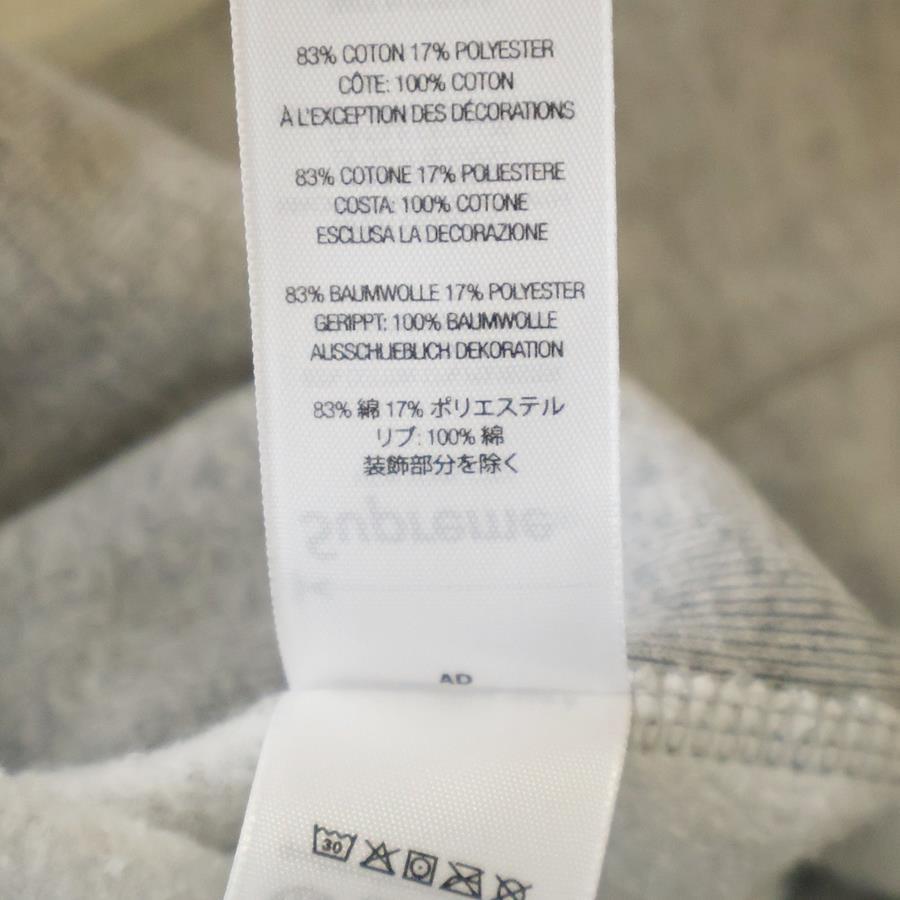 83% COTON 17% POLYESTER
CÔTE: 100% COTON
À L'EXCEPTION DES DÉCORATIONS
83% COTONE 17% POLIESTERE
COSTA: 100% COTONE
ESCLUSA LA DECORAZIONE
83% BAUMWOLLE 17% POLYESTER
GERIPPT: 100% BAUMWOLLE
AUSSCHLIEBLICH DEKORATION
83% 綿 17% ポリエステル
リブ: 100% 綿
装飾部分を除く
Supreme
AD
30